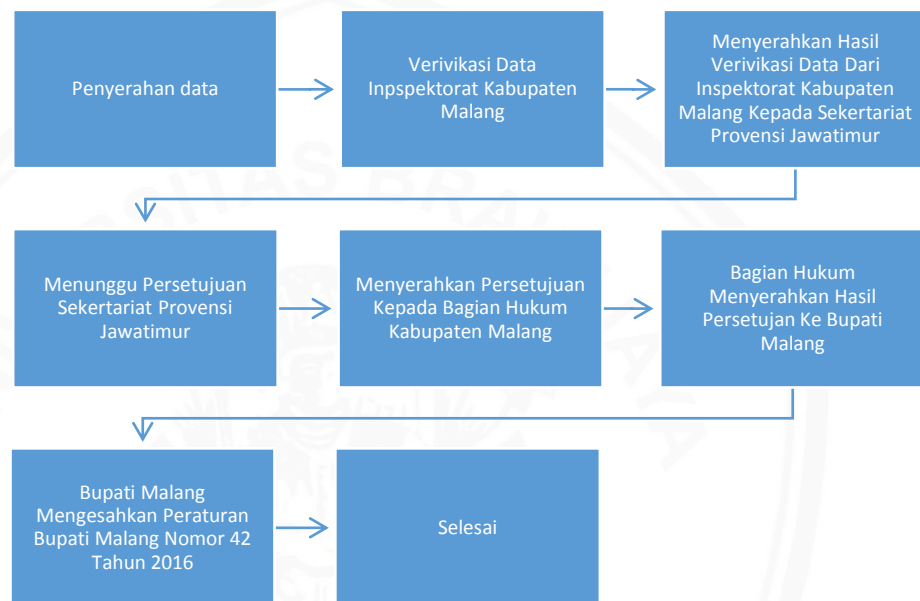 Penyerahan data
Verivikasi Data
Inpspektorat Kabupaten
Malang
Menyerahkan Hasil
Verivikasi Data Dari
Inspektorat Kabupaten
Malang Kepada Sekertariat
Provensi Jawatimur
Menunggu Persetujuan
Sekertariat Provensi
Jawatimur
Menyerahkan Persetujuan
Kepada Bagian Hukum
Kabupaten Malang
Bagian Hukum
Menyerahkan Hasil
Persetujan Ke Bupati
Malang
Bupati Malang
Mengesahkan Peraturan
Bupati Malang Nomor 42
Tahun 2016
Selesai